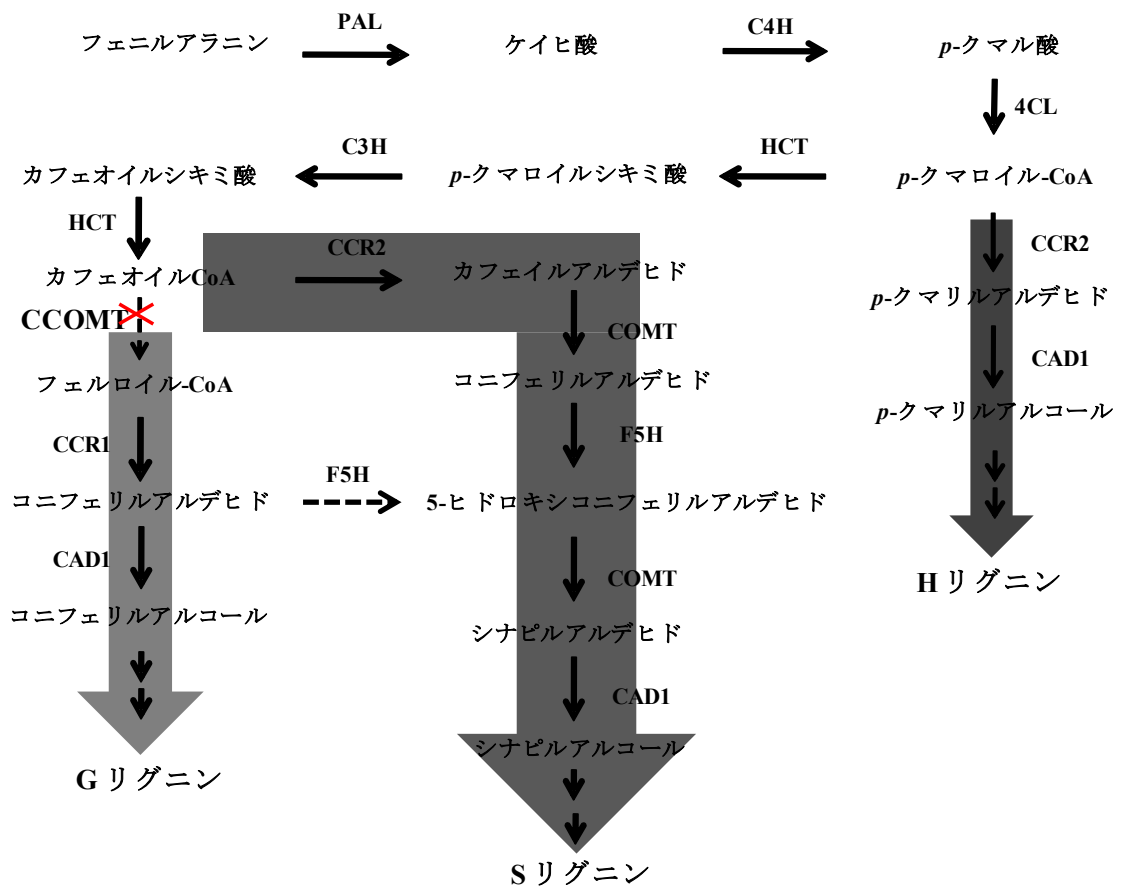 フェニルアラニン
PAL
ケイヒ酸
C4H
p-クマル酸
4CL
カフェオイルシキミ酸
C3H
p-クマロイルシキミ酸
HCT
p-クマロイル-CoA
HCT
カフェオイルCoA
CCR2
カフェイルアルデヒド
CCR2
p-クマリルアルデヒド
CCOMT
COMT
フェルロイル-CoA
コニフェリルアルデヒド
CAD1
p-クマリルアルコール
CCR1
F5H
コニフェリルアルデヒド
F5H
5-ヒドロキシコニフェリルアルデヒド
CAD1
COMT
Hリグニン
コニフェリルアルコール
シナピルアルデヒド
CAD1
シナピルアルコール
Gリグニン
Sリグニン